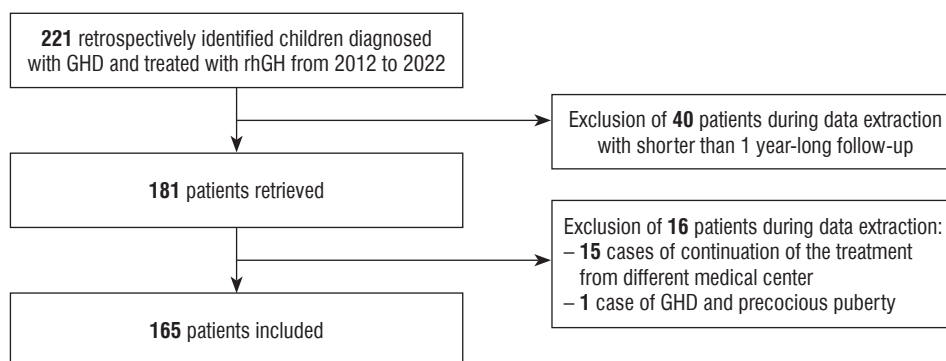 221 retrospectively identified children diagnosed
with GHD and treated with rhGH from 2012 to 2022
Exclusion of 40 patients during data extraction
with shorter than 1 year-long follow-up
181 patients retrieved
Exclusion of 16 patients during data extraction:
– 15 cases of continuation of the treatment
from different medical center
– 1 case of GHD and precocious puberty
165 patients included